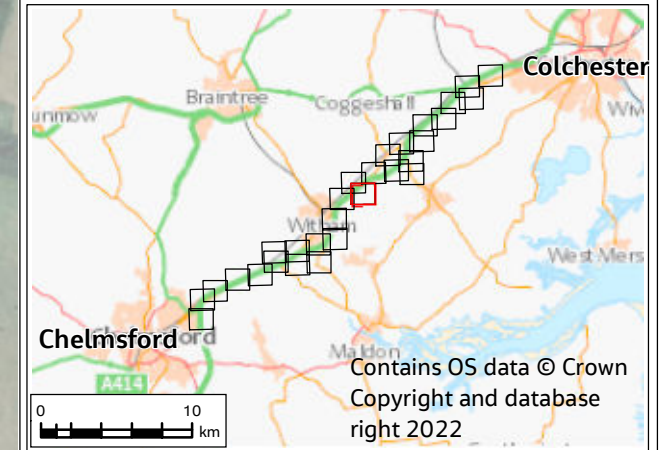 Colchester
Braintree
Coggeshall
unmow
Wiv
Witham
West Mers
Chelmsford
Maldon
A414
Contains OS data © Crown
Copyright and database
right 2022
0 10
km